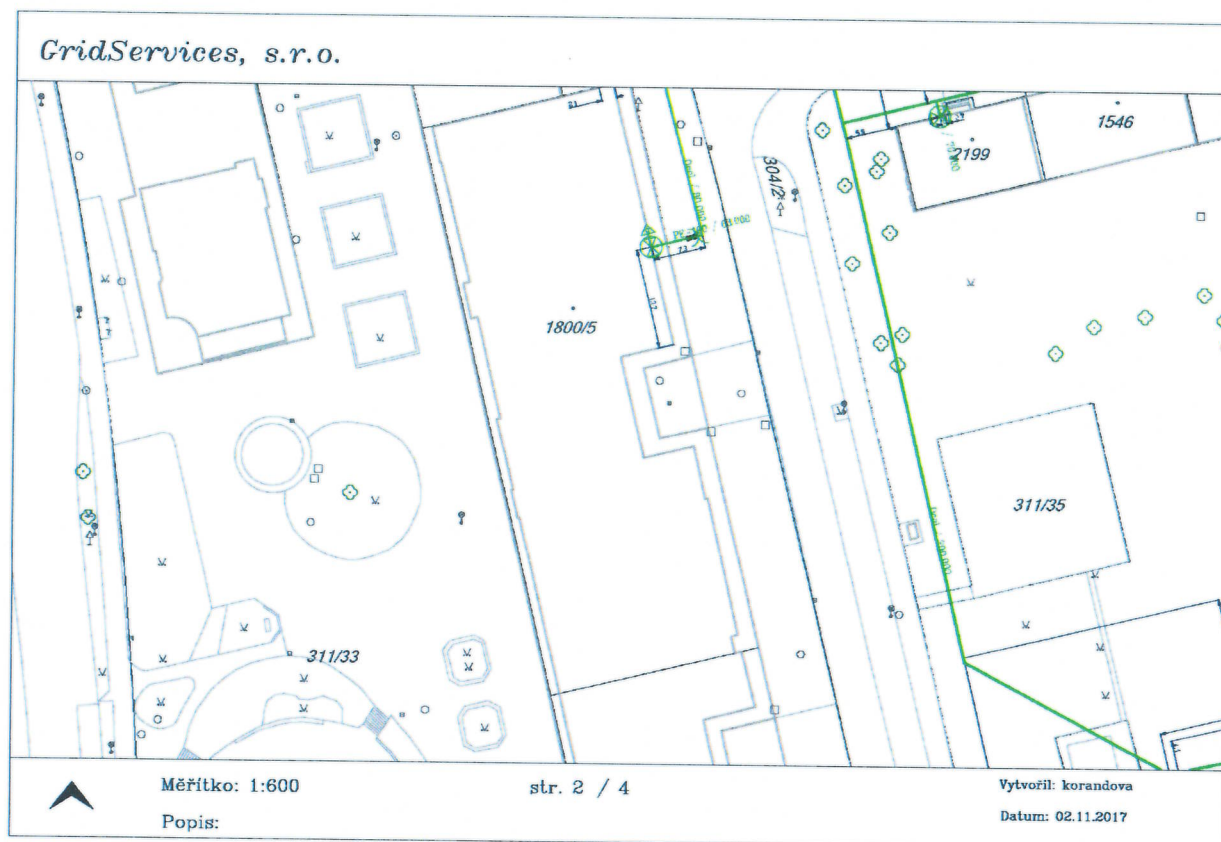 GridServices, s.r.o.
1546
2199
304/2
1800/5
311/35
311/33
Měřítko: 1:600
str. 2 / 4
Vytvořil: korandova
Popis:
Datum: 02.11.2017